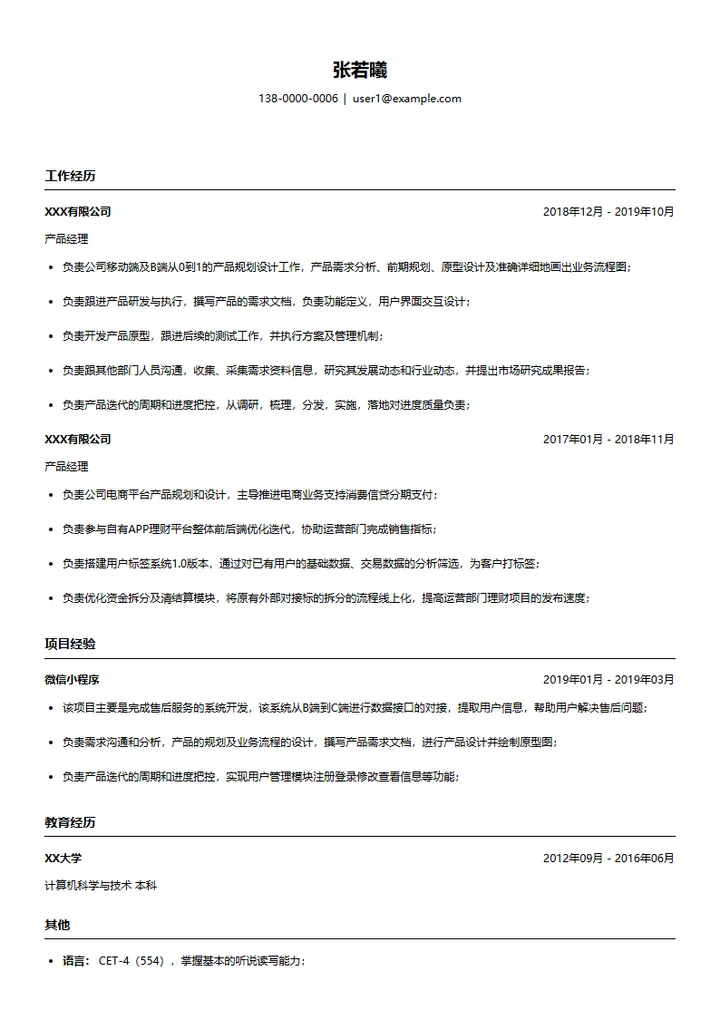 张若曦
138-0000-0006 | user1@example.com
工作经历
XXX有限公司 2018年12月 - 2019年10月
产品经理
• 负责公司移动端及B端从0到1的产品规划设计工作，产品需求分析、前期规划、原型设计及准确详细地画出业务流程图；
• 负责跟进产品研发与执行，撰写产品的需求文档，负责功能定义，用户界面交互设计；
• 负责开发产品原型，跟进后续的测试工作，并执行方案及管理机制；
• 负责跟其他部门人员沟通，收集、采集需求资料信息，研究其发展动态和行业动态，并提出市场研究成果报告；
• 负责产品迭代的周期和进度把控，从调研，梳理，分发，实施，落地对进度质量负责；
XXX有限公司 2017年01月 - 2018年11月
产品经理
• 负责公司电商平台产品规划和设计，主导推进电商业务支持消费信贷分期支付；
• 负责参与自有APP理财平台整体前后端优化迭代，协助运营部门完成销售指标；
• 负责搭建用户标签系统1.0版本，通过对已有用户的基础数据、交易数据的分析筛选，为客户打标签；
• 负责优化资金拆分及清结算模块，将原有外部对接标的拆分的流程线上化，提高运营部门理财项目的发布速度；
项目经验
微信小程序 2019年01月 - 2019年03月
• 该项目主要是完成售后服务的系统开发，该系统从B端到C端进行数据接口的对接，提取用户信息，帮助用户解决售后问题；
• 负责需求沟通和分析，产品的规划及业务流程的设计，撰写产品需求文档，进行产品设计并绘制原型图；
• 负责产品迭代的周期和进度把控，实现用户管理模块注册登录修改查看信息等功能；
教育经历
XX大学 2012年09月 - 2016年06月
计算机科学与技术 本科
其他
• 语言： CET-4（554），掌握基本的听说读写能力；